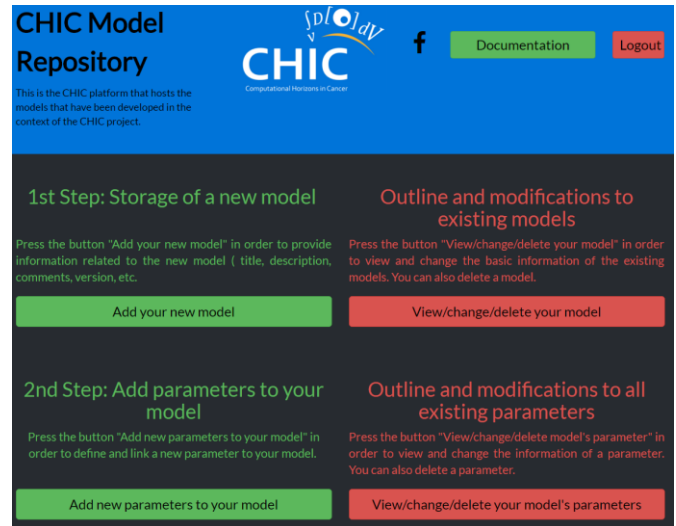 CHIC Model
Repository
This is the CHIC platform that hosts the
models that have been developed in the
context of the CHIC project.
∫D[O]dV
V
CHIC
Computational Horizons in Cancer
f
Documentation
Logout
1st Step: Storage of a new model
Press the button "Add your new model" in order to provide
information related to the new model ( title, description,
comments, version, etc.
Add your new model
Outline and modifications to
existing models
Press the button "View/change/delete your model" in order
to view and change the basic information of the existing
models. You can also delete a model.
View/change/delete your model
2nd Step: Add parameters to your
model
Press the button "Add new parameters to your model" in
order to define and link a new parameter to your model.
Add new parameters to your model
Outline and modifications to all
existing parameters
Press the button "View/change/delete model's parameter" in
order to view and change the information of a parameter.
You can also delete a parameter.
View/change/delete your model's parameters